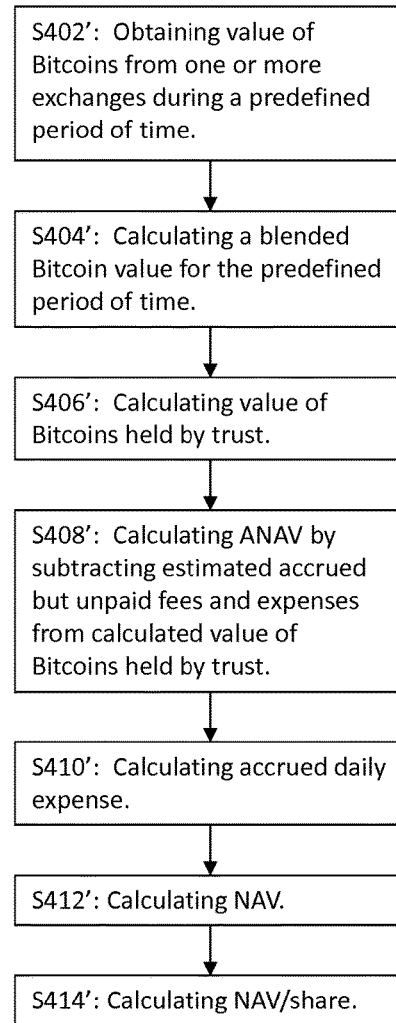 S402’:  Obtaining value of
Bitcoins from one or more
exchanges during a predefined
period of time.
S404’:  Calculating a blended
Bitcoin value for the predefined
period of time.
S406’:  Calculating value of
Bitcoins held by trust.
S408’: Calculating ANAV by
subtracting estimated accrued
but unpaid fees and expenses
from calculated value of
Bitcoins held by trust.
S410’:  Calculating accrued daily
expense.
S412’: Calculating NAV.
S414’: Calculating NAV/share.